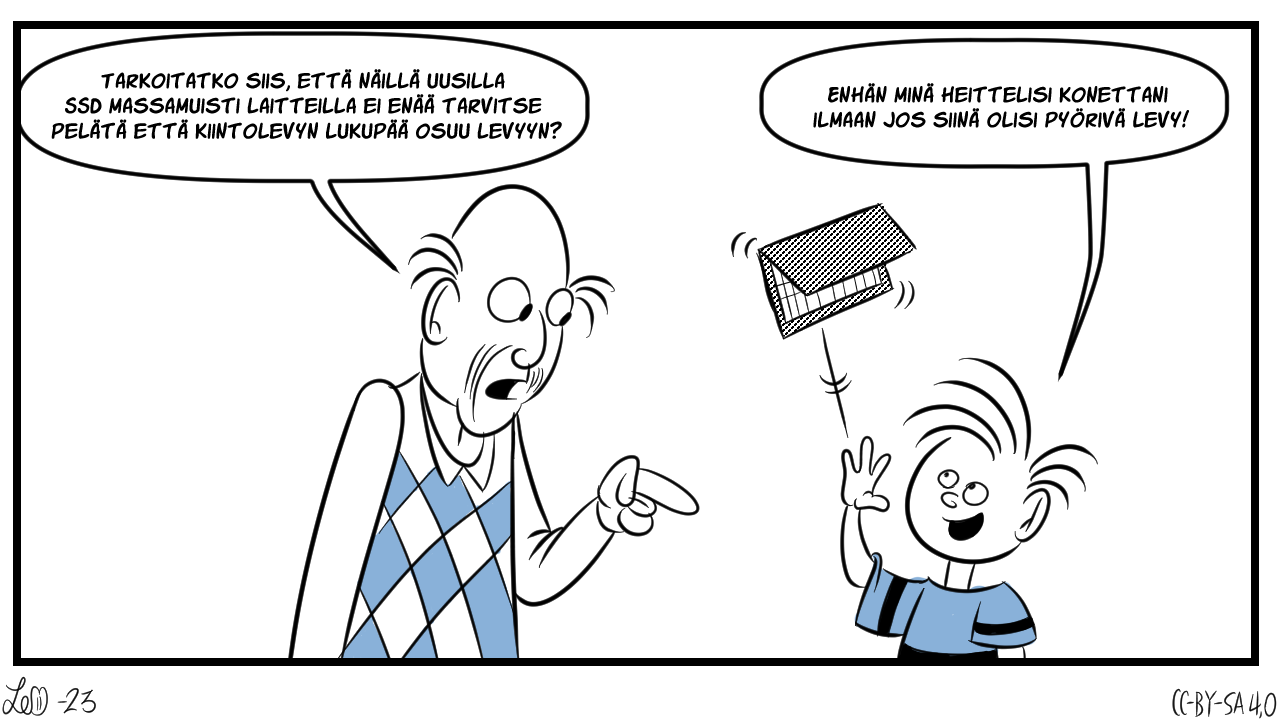 TARKOITATKO SIIS, ETTÄ NÄILLÄ UUSILLA
SSD MASSAMUISTI LAITTEILLA EI ENÄÄ TARVITSE
PELÄTÄ ETTÄ KIINTOLEVYN LUKUPÄÄ OSUU LEVYYN?
ENHÄN MINÄ HEITTELISI KONETTANI
ILMAAN JOS SIINÄ OLISI PYÖRIVÄ LEVY!
-23
CC-BY-SA 4,0